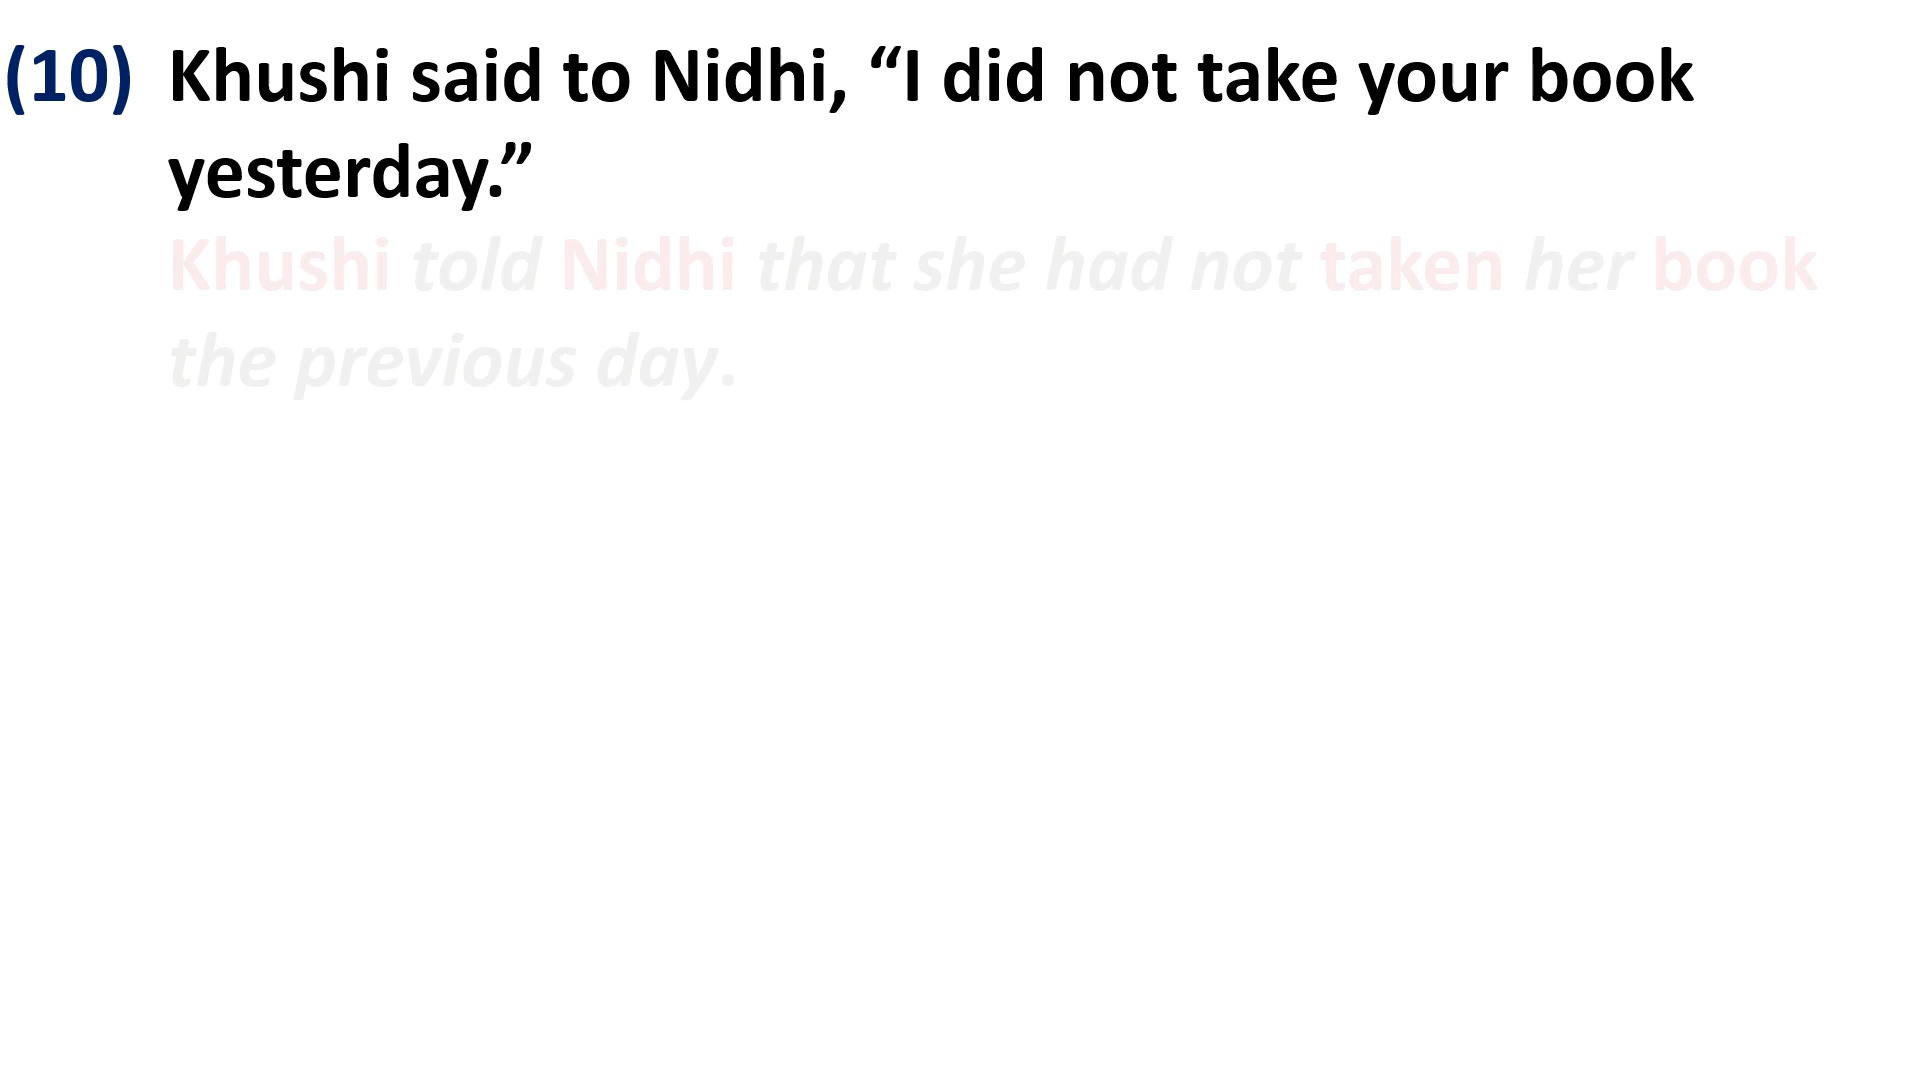 (10) Khushi said to Nidhi, “I did not take your book
yesterday.”
Khushi told Nidhi that she had not taken her book
the previous day.